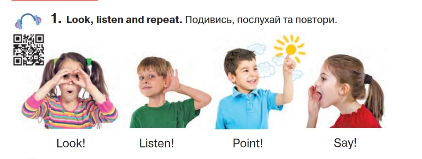 1. Look, listen and repeat. Подивись, послухай та повтори.
Look! Listen! Point! Say!